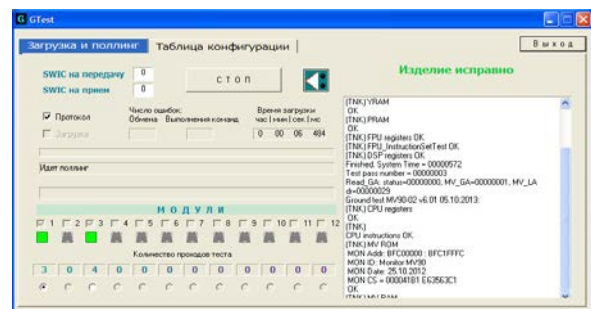 GTest
Загрузка и поллинг
Таблица конфигурации
Выход
SWIC на передачу 0
SWIC на прием 0
СТОП
Изделие исправно
Протокол
Загрузка
Число ошибок:
Обмена Выполнения команд
Время загрузки
час | мин | сек. | мс
0 00 06 484
Идет поллинг
МОДУЛИ
1 2 3 4 5 6 7 8 9 10 11 12
Количество проходов теста
3 0 4 0 0 0 0 0 0 0 0 0
(TNK) YRAM
OK
(TNK) PRAM
OK
(TNK) FPU registers OK
(TNK) FPU_InstructionSetTest OK
(TNK) DSP registers OK
Finished. System Time = 00000572
Test pass number = 00000003
Read_GA: status=00000000, MV_GA=00000001, MV_LA
dr=00000029
Ground test MV90-02 v6.01 05.10.2013:
(TNK) CPU registers
OK
(TNK)
CPU instructions OK
(TNK) MV ROM
MON Addr: BFC00000 : BFC1FFFC
MON ID: Monitor MV90
MON Date: 25.10.2012
MON CS = 000041B1 E63563C1
OK
(TNK) MV RAM